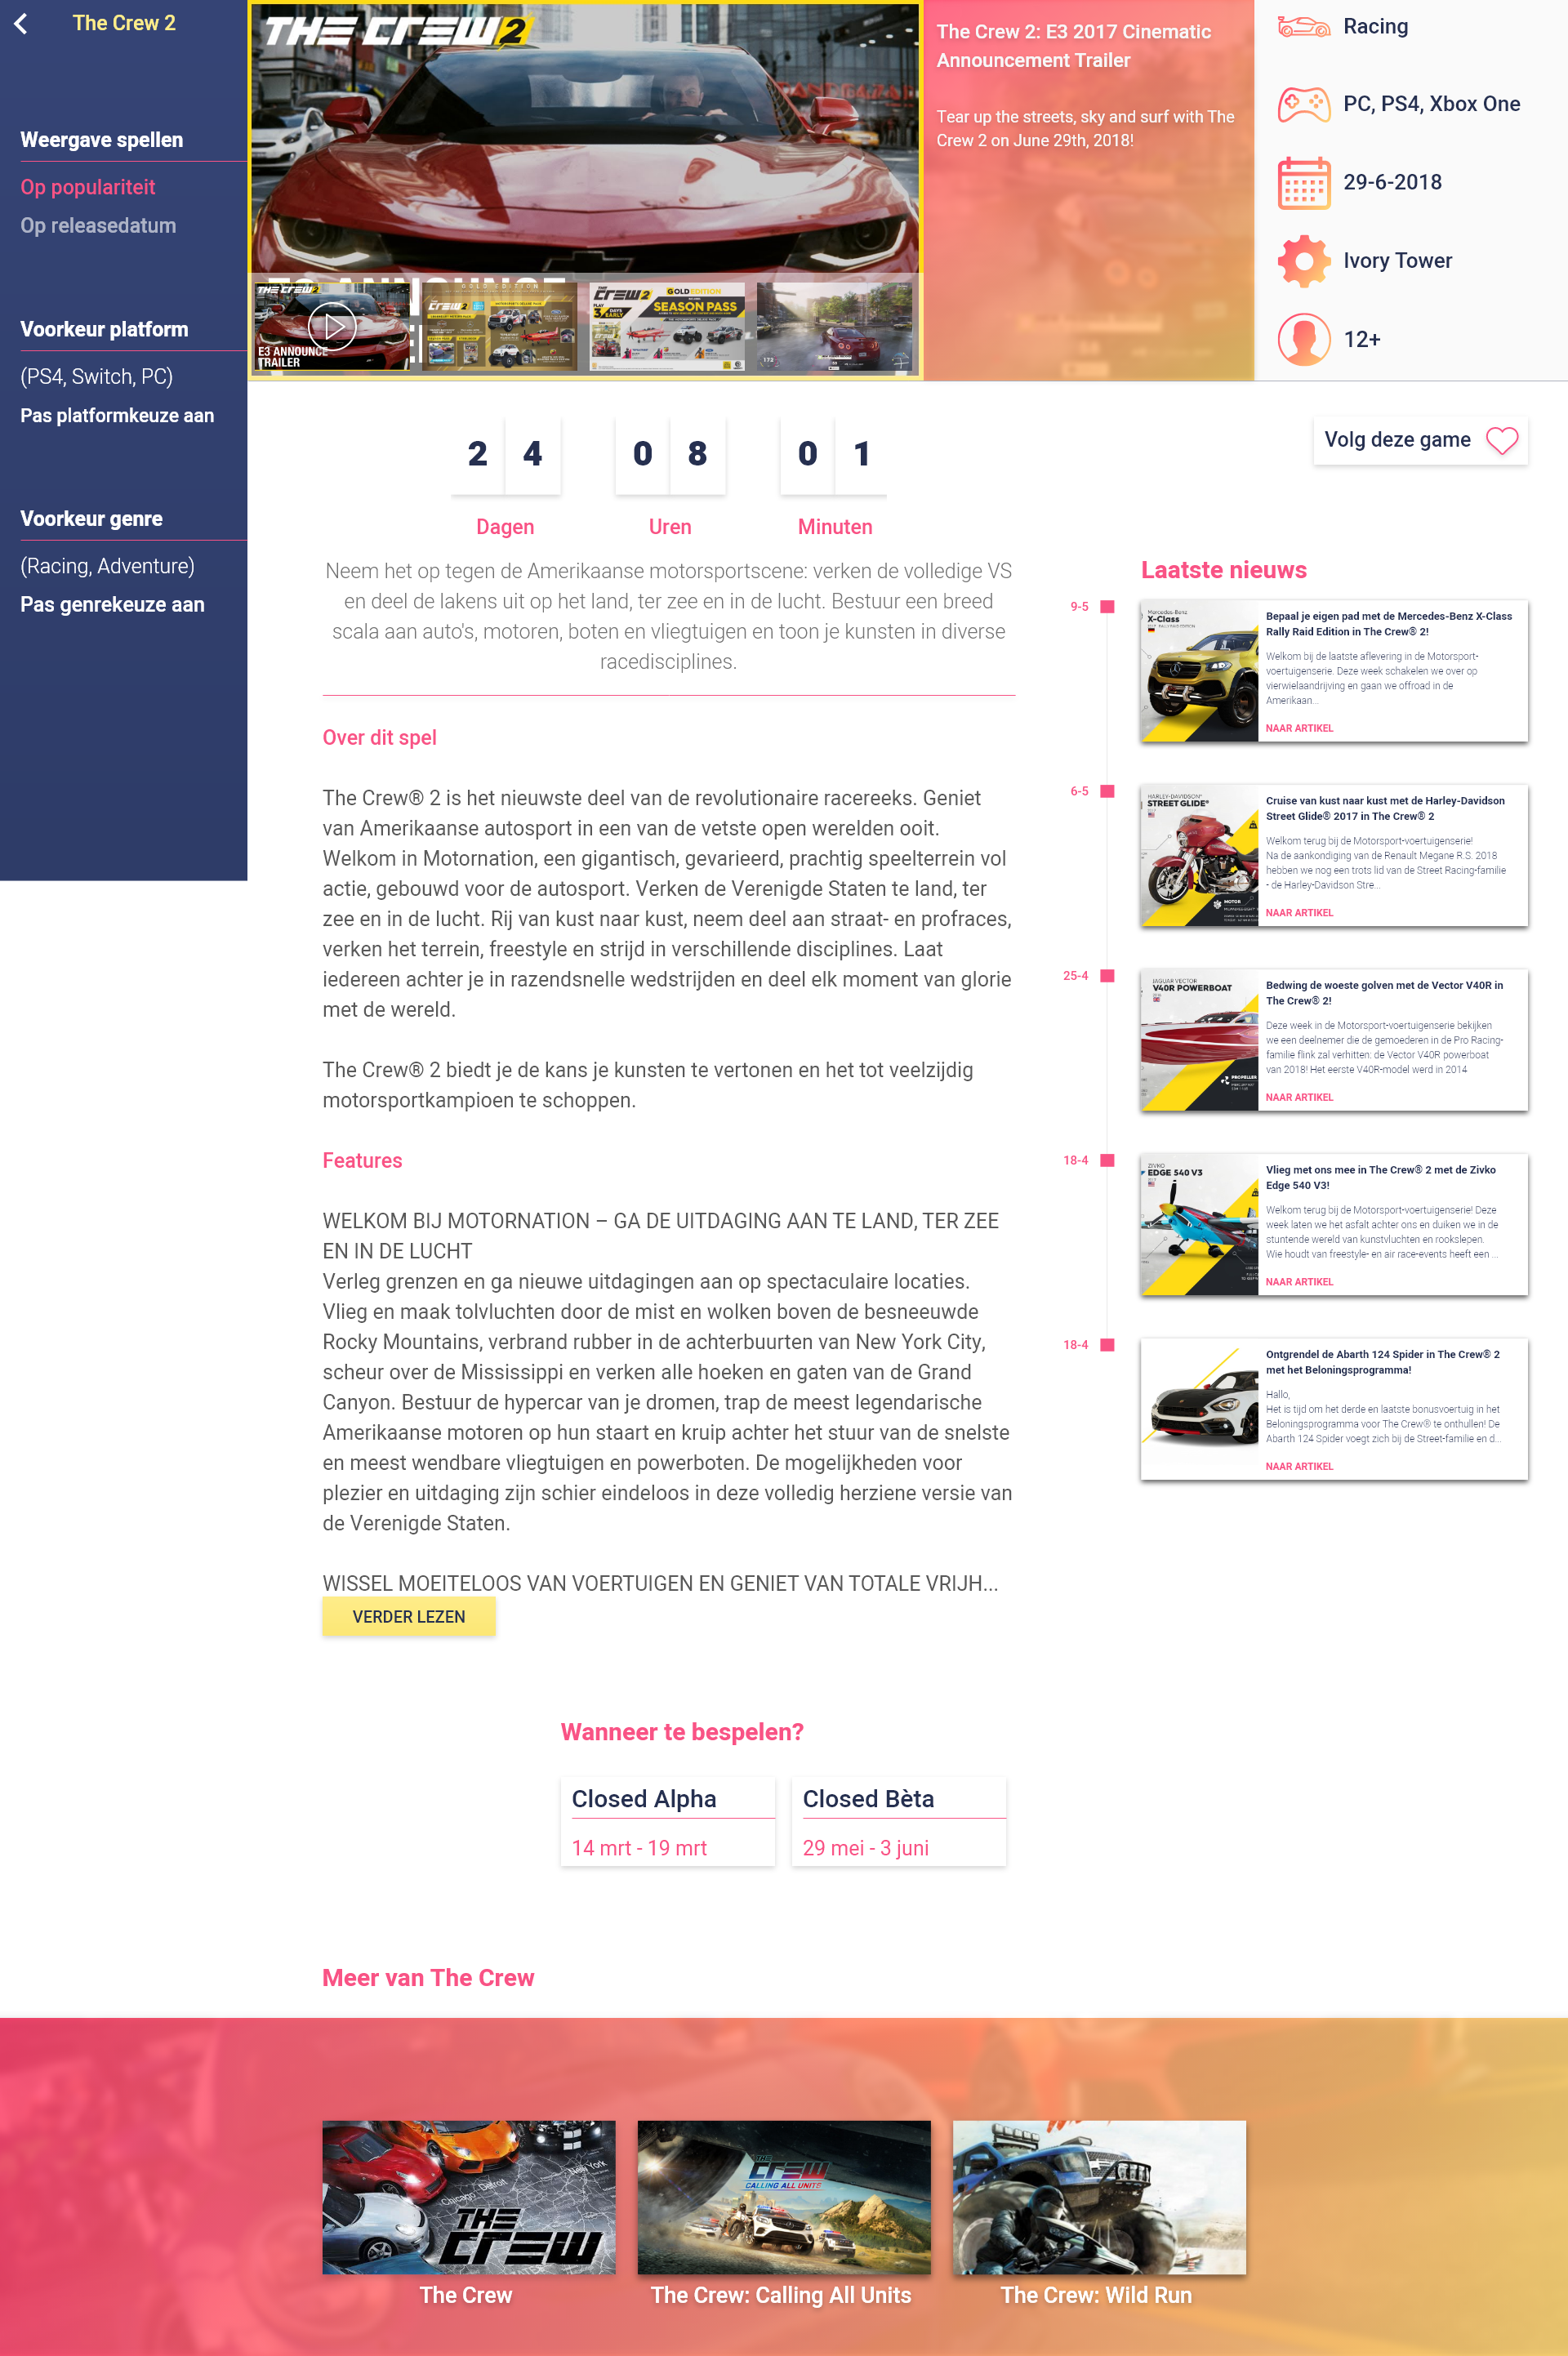 The Crew 2
Weergave spellen
Op populariteit
Op releasedatum
Voorkeur platform
(PS4, Switch, PC)
Pas platformkeuze aan
Voorkeur genre
(Racing, Adventure)
Pas genrekeuze aan
THE CREW 2
THE CREW 2
E3 ANNOUNCE
TRAILER
GOLD EDITION
THE CREW 2
THE CREW 2
PLAY
3 DAYS
EARLY
GOLD EDITION
SEASON PASS
172
The Crew 2: E3 2017 Cinematic
Announcement Trailer
Tear up the streets, sky and surf with The
Crew 2 on June 29th, 2018!
Racing
PC, PS4, Xbox One
29-6-2018
Ivory Tower
12+
24 08 01
Dagen Uren Minuten
Volg deze game
Neem het op tegen de Amerikaanse motorsportscene: verken de volledige VS
en deel de lakens uit op het land, ter zee en in de lucht. Bestuur een breed
scala aan auto's, motoren, boten en vliegtuigen en toon je kunsten in diverse
racedisciplines.
Over dit spel
The Crew® 2 is het nieuwste deel van de revolutionaire racereeks. Geniet
van Amerikaanse autosport in een van de vetste open werelden ooit.
Welkom in Motornation, een gigantisch, gevarieerd, prachtig speelterrein vol
actie, gebouwd voor de autosport. Verken de Verenigde Staten te land, ter
zee en in de lucht. Rij van kust naar kust, neem deel aan straat- en profraces,
verken het terrein, freestyle en strijd in verschillende disciplines. Laat
iedereen achter je in razendsnelle wedstrijden en deel elk moment van glorie
met de wereld.
The Crew® 2 biedt je de kans je kunsten te vertonen en het tot veelzijdig
motorsportkampioen te schoppen.
Features
WELKOM BIJ MOTORNATION – GA DE UITDAGING AAN TE LAND, TER ZEE
EN IN DE LUCHT
Verleg grenzen en ga nieuwe uitdagingen aan op spectaculaire locaties.
Vlieg en maak tolvluchten door de mist en wolken boven de besneeuwde
Rocky Mountains, verbrand rubber in de achterbuurten van New York City,
scheur over de Mississippi en verken alle hoeken en gaten van de Grand
Canyon. Bestuur de hypercar van je dromen, trap de meest legendarische
Amerikaanse motoren op hun staart en kruip achter het stuur van de snelste
en meest wendbare vliegtuigen en powerboten. De mogelijkheden voor
plezier en uitdaging zijn schier eindeloos in deze volledig herziene versie van
de Verenigde Staten.
WISSEL MOEITELOOS VAN VOERTUIGEN EN GENIET VAN TOTALE VRIJH...
VERDER LEZEN
Laatste nieuws
9-5
Mercedes-Benz
X-Class
Bepaal je eigen pad met de Mercedes-Benz X-Class
Rally Raid Edition in The Crew® 2!
Welkom bij de laatste aflevering in de Motorsport-
voertuigenserie. Deze week schakelen we over op
vierwielaandrijving en gaan we offroad in de
Amerikaan...
NAAR ARTIKEL
6-5
HARLEY-DAVIDSON®
STREET GLIDE®
MOTOR
Cruise van kust naar kust met de Harley-Davidson
Street Glide® 2017 in The Crew® 2
Welkom terug bij de Motorsport-voertuigenserie!
Na de aankondiging van de Renault Megane R.S. 2018
hebben we nog een trots lid van de Street Racing-familie
- de Harley-Davidson Stre...
NAAR ARTIKEL
25-4
JAGUAR VECTOR
V40R POWERBOAT
PROPELLER
Bedwing de woeste golven met de Vector V40R in
The Crew® 2!
Deze week in de Motorsport-voertuigenserie bekijken
we een deelnemer die de gemoederen in de Pro Racing-
familie flink zal verhitten: de Vector V40R powerboat
van 2018! Het eerste V40R-model werd in 2014
NAAR ARTIKEL
18-4
ZIVKO
EDGE 540 V3
Vlieg met ons mee in The Crew® 2 met de Zivko
Edge 540 V3!
Welkom terug bij de Motorsport-voertuigenserie! Deze
week laten we het asfalt achter ons en duiken we in de
stuntende wereld van kunstvluchten en rookslepen.
Wie houdt van freestyle- en air race-events heeft een ...
NAAR ARTIKEL
18-4
Ontgrendel de Abarth 124 Spider in The Crew® 2
met het Beloningsprogramma!
Hallo,
Het is tijd om het derde en laatste bonusvoertuig in het
Beloningsprogramma voor The Crew® te onthullen! De
Abarth 124 Spider voegt zich bij de Street-familie en d...
NAAR ARTIKEL
Wanneer te bespelen?
Closed Alpha
14 mrt - 19 mrt
Closed Bèta
29 mei - 3 juni
Meer van The Crew
Chicago Detroit New York
THE CREW
THE CREW
CALLING ALL UNITS
The Crew
The Crew: Calling All Units
The Crew: Wild Run